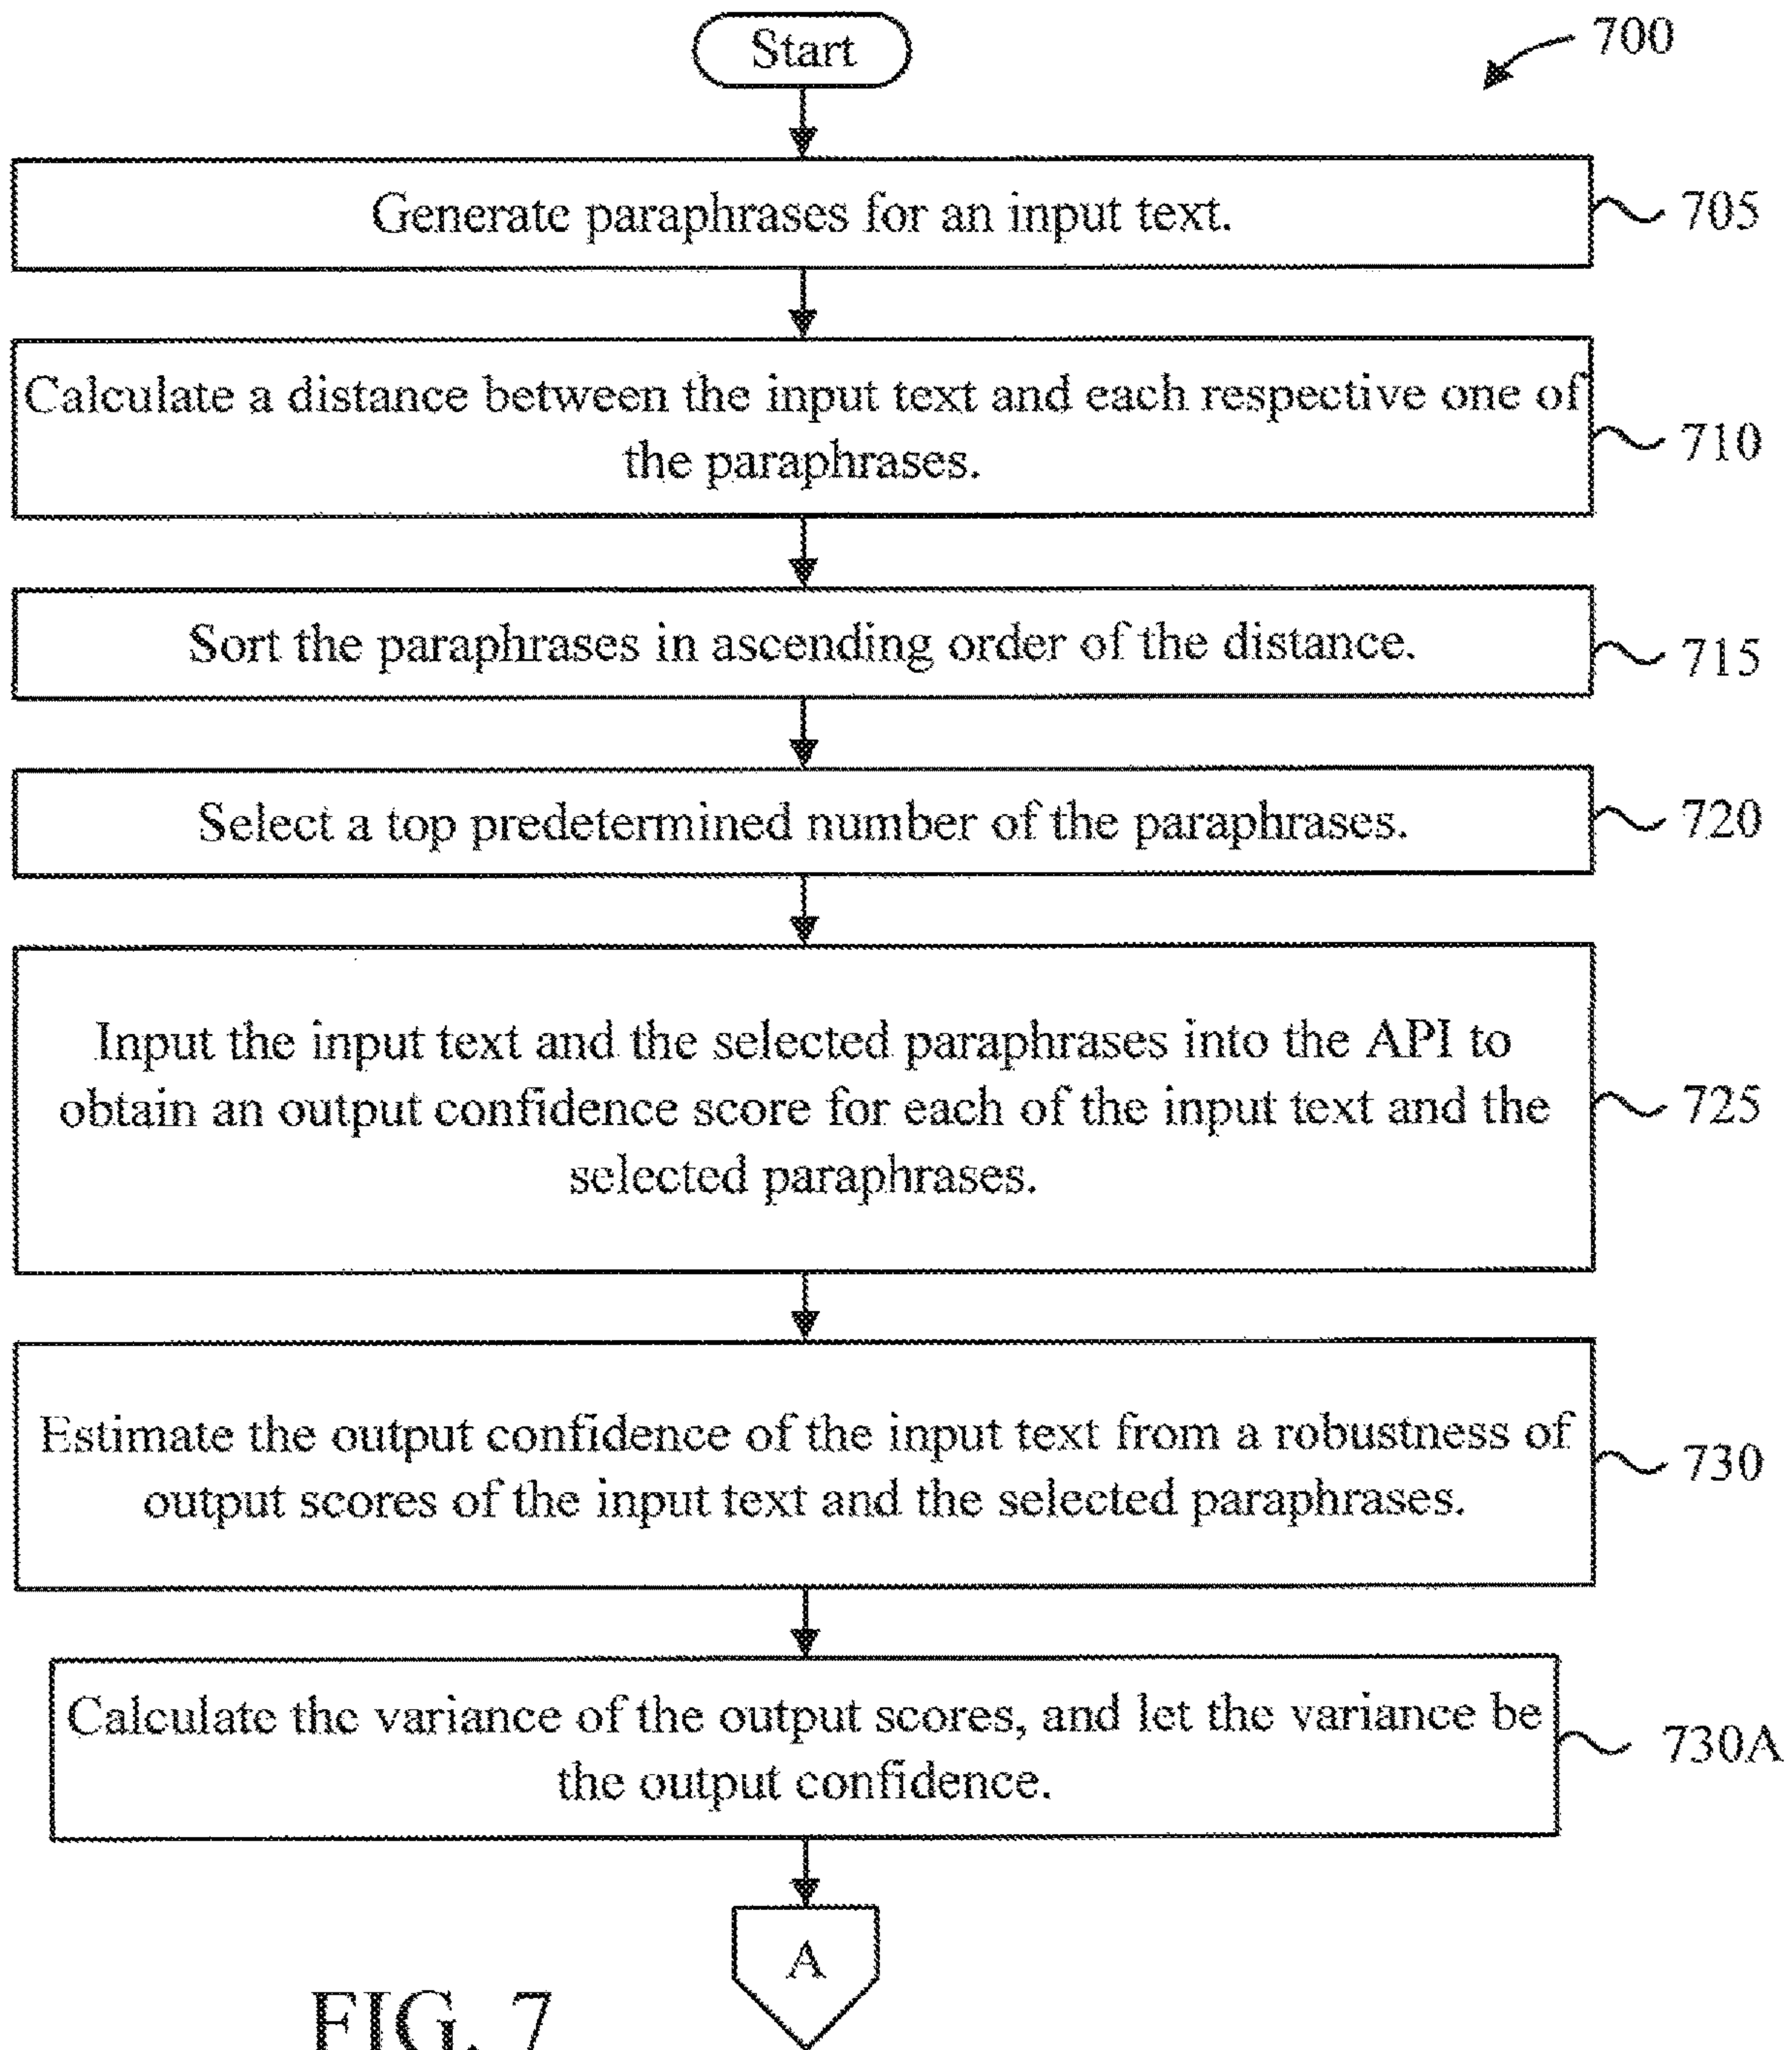 Start
700
Generate paraphrases for an input text.
705
Calculate a distance between the input text and each respective one of
the paraphrases.
710
Sort the paraphrases in ascending order of the distance.
715
Select a top predetermined number of the paraphrases.
720
Input the input text and the selected paraphrases into the API to
obtain an output confidence score for each of the input text and the
selected paraphrases.
725
Estimate the output confidence of the input text from a robustness of
output scores of the input text and the selected paraphrases.
730
Calculate the variance of the output scores, and let the variance be
the output confidence.
730A
A
FIG. 7